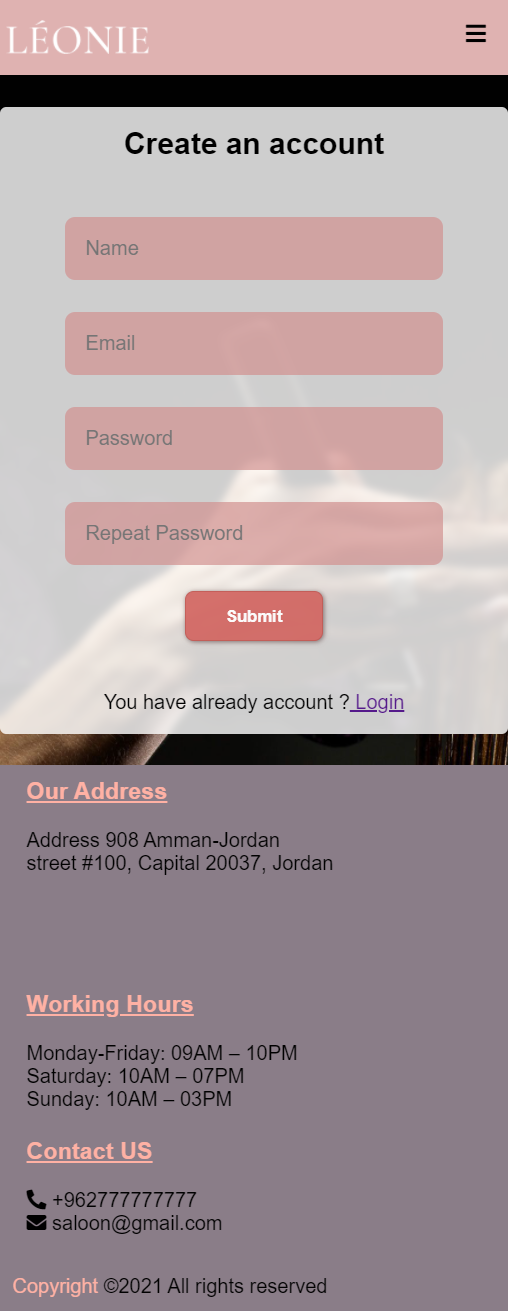 LÉONIE
Create an account
Name
Email
Password
Repeat Password
Submit
You have already account ? Login
Our Address
Address 908 Amman-Jordan
street #100, Capital 20037, Jordan
Working Hours
Monday-Friday: 09AM – 10PM
Saturday: 10AM – 07PM
Sunday: 10AM – 03PM
Contact US
+962777777777
saloon@gmail.com
Copyright ©2021 All rights reserved